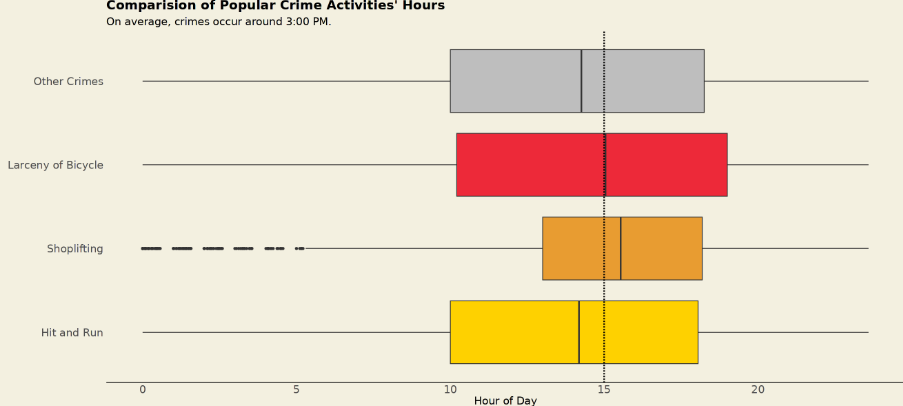 Comparision of Popular Crime Activities' Hours
On average, crimes occur around 3:00 PM.
Other Crimes
Larceny of Bicycle
Shoplifting
Hit and Run
0 5 10 15 20
Hour of Day